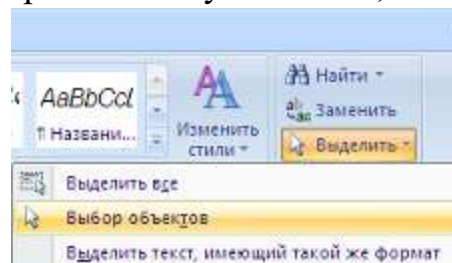 Найти
AaBbCcI
Заменить
¶ Названи...
Изменить
стили
Выделить
Выделить все
Выбор объектов
Выделить текст, имеющий такой же формат